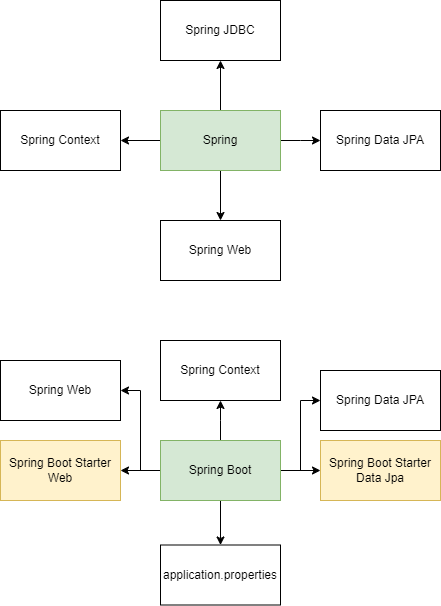 Spring JDBC
Spring Context
Spring
Spring Data JPA
Spring Web
Spring Context
Spring Web
Spring Data JPA
Spring Boot Starter
Web
Spring Boot
Spring Boot Starter
Data Jpa
application.properties